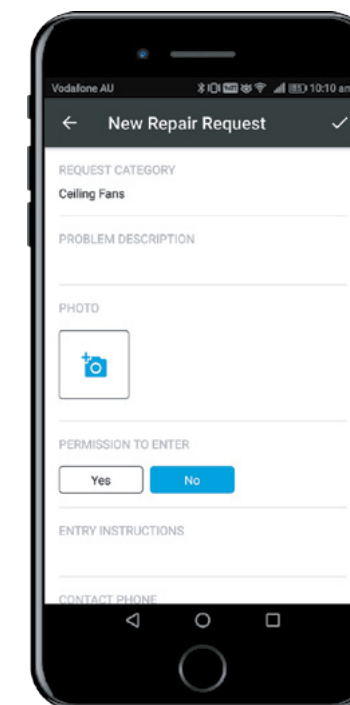 Vodafone AU 10:10 am
New Repair Request
REQUEST CATEGORY
Ceiling Fans
PROBLEM DESCRIPTION
PHOTO
PERMISSION TO ENTER
Yes No
ENTRY INSTRUCTIONS
CONTACT PHONE